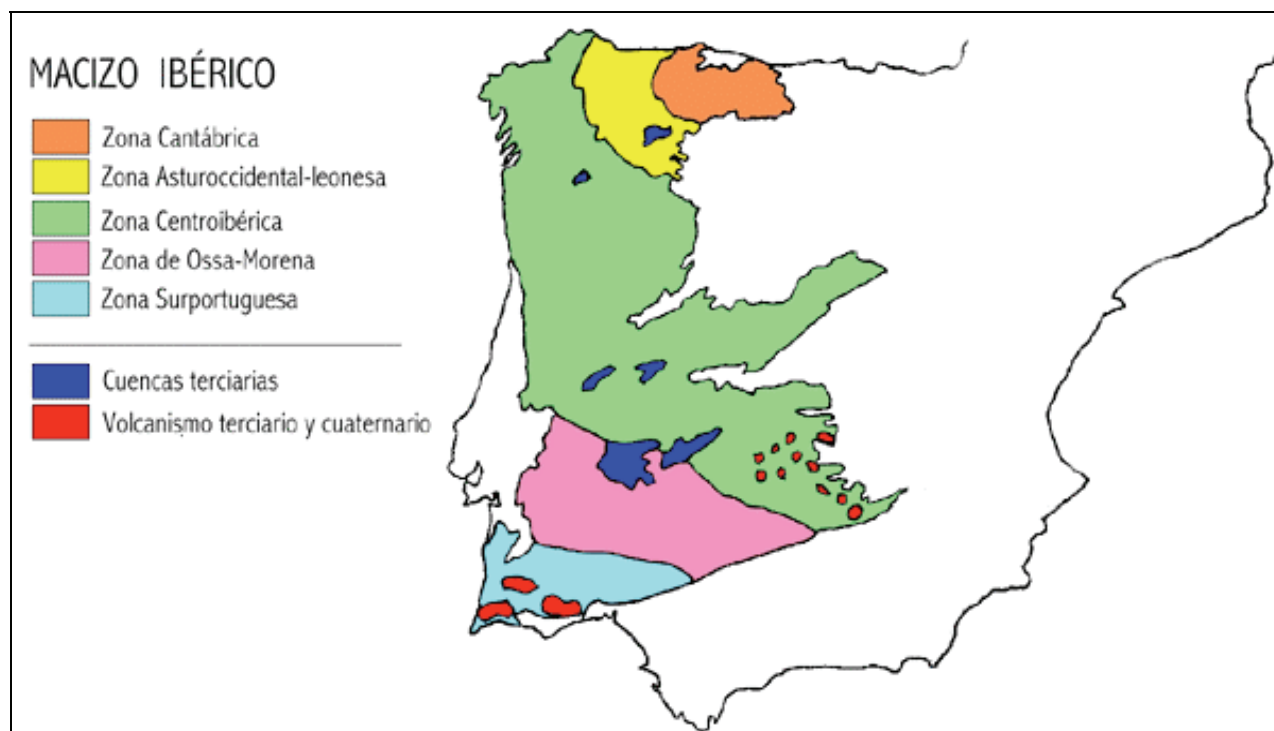 MACIZO IBÉRICO
Zona Cantábrica
Zona Asturoccidental-leonesa
Zona Centroibérica
Zona de Ossa-Morena
Zona Surportuguesa
Cuencas terciarias
Volcanismo terciario y cuaternario